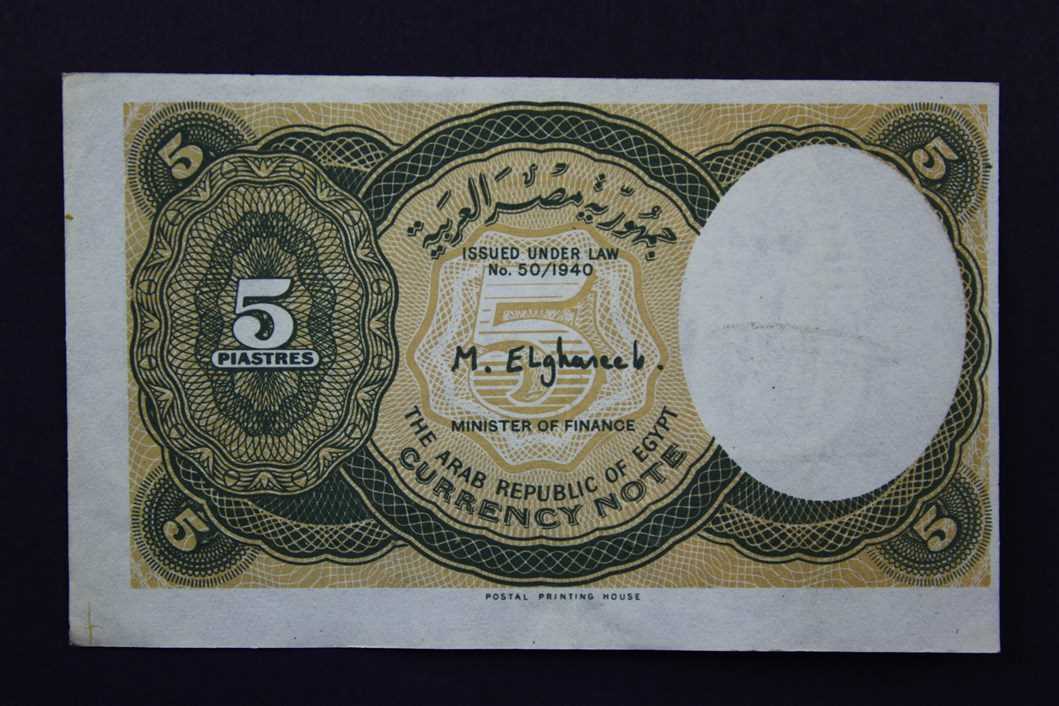 5
5
جمهورية مصر العربية
ISSUED UNDER LAW
No. 50/1940
5
5
PIASTRES
M. ELghareeb.
MINISTER OF FINANCE
THE ARAB REPUBLIC OF EGYPT
CURRENCY NOTE
5
5
POSTAL PRINTING HOUSE